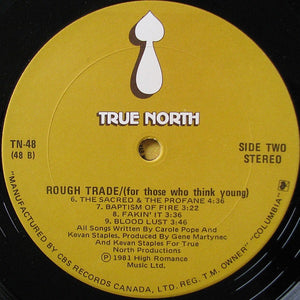 TRUE NORTH
TN-48
(48 B)
SIDE TWO
STEREO
ROUGH TRADE/(for those who think young)
6. THE SACRED & THE PROFANE 4:36
7. BAPTISM OF FIRE 3:22
8. FAKIN' IT 3:36
9. BLOOD LUST 3:39
All Songs Written by Carole Pope and
Kevan Staples. Produced by Gene Martynec
And Kevan Staples For True
North Productions
℗ 1981 High Romance
Music Ltd.
"MANUFACTURED BY CBS RECORDS CANADA, LTD. REG. T.M. OWNER "COLUMBIA"